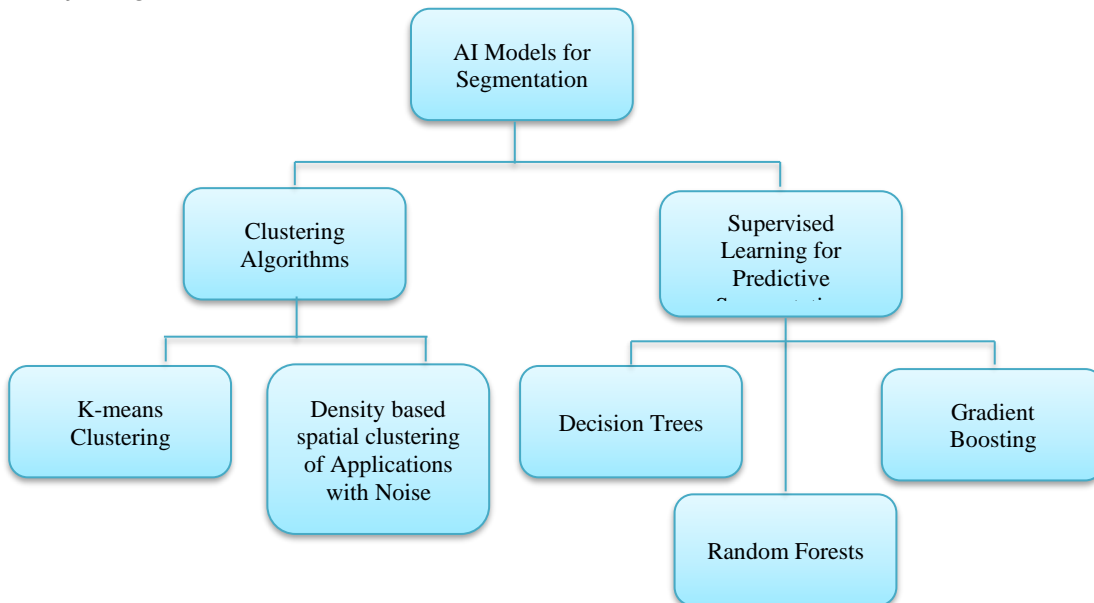 AI Models for
Segmentation
Clustering
Algorithms
Supervised
Learning for
Predictive
K-means
Clustering
Density based
spatial clustering
of Applications
with Noise
Decision Trees
Gradient
Boosting
Random Forests